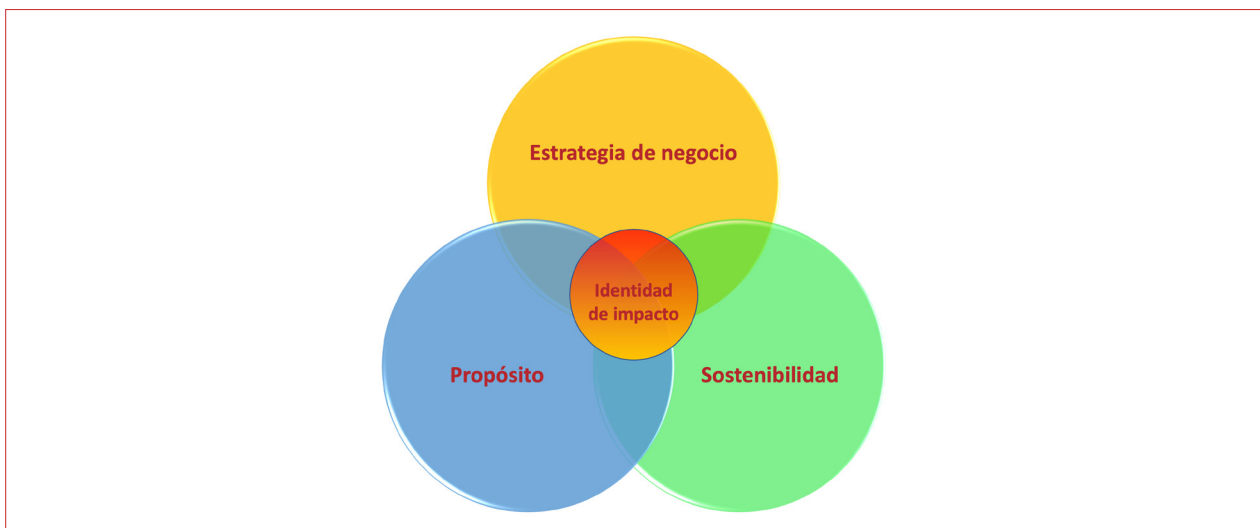 Estrategia de negocio
Identidad
de impacto
Propósito
Sostenibilidad